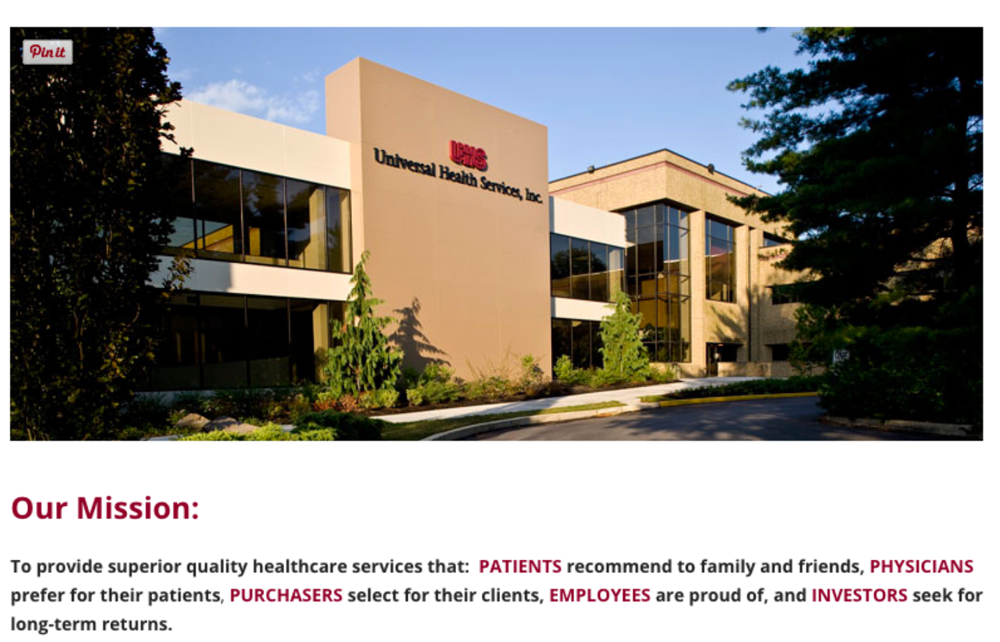 Pin it
UHS
Universal Health Services, Inc.
ONE
Our Mission:
To provide superior quality healthcare services that:  PATIENTS recommend to family and friends, PHYSICIANS
prefer for their patients, PURCHASERS select for their clients, EMPLOYEES are proud of, and INVESTORS seek for
long-term returns.